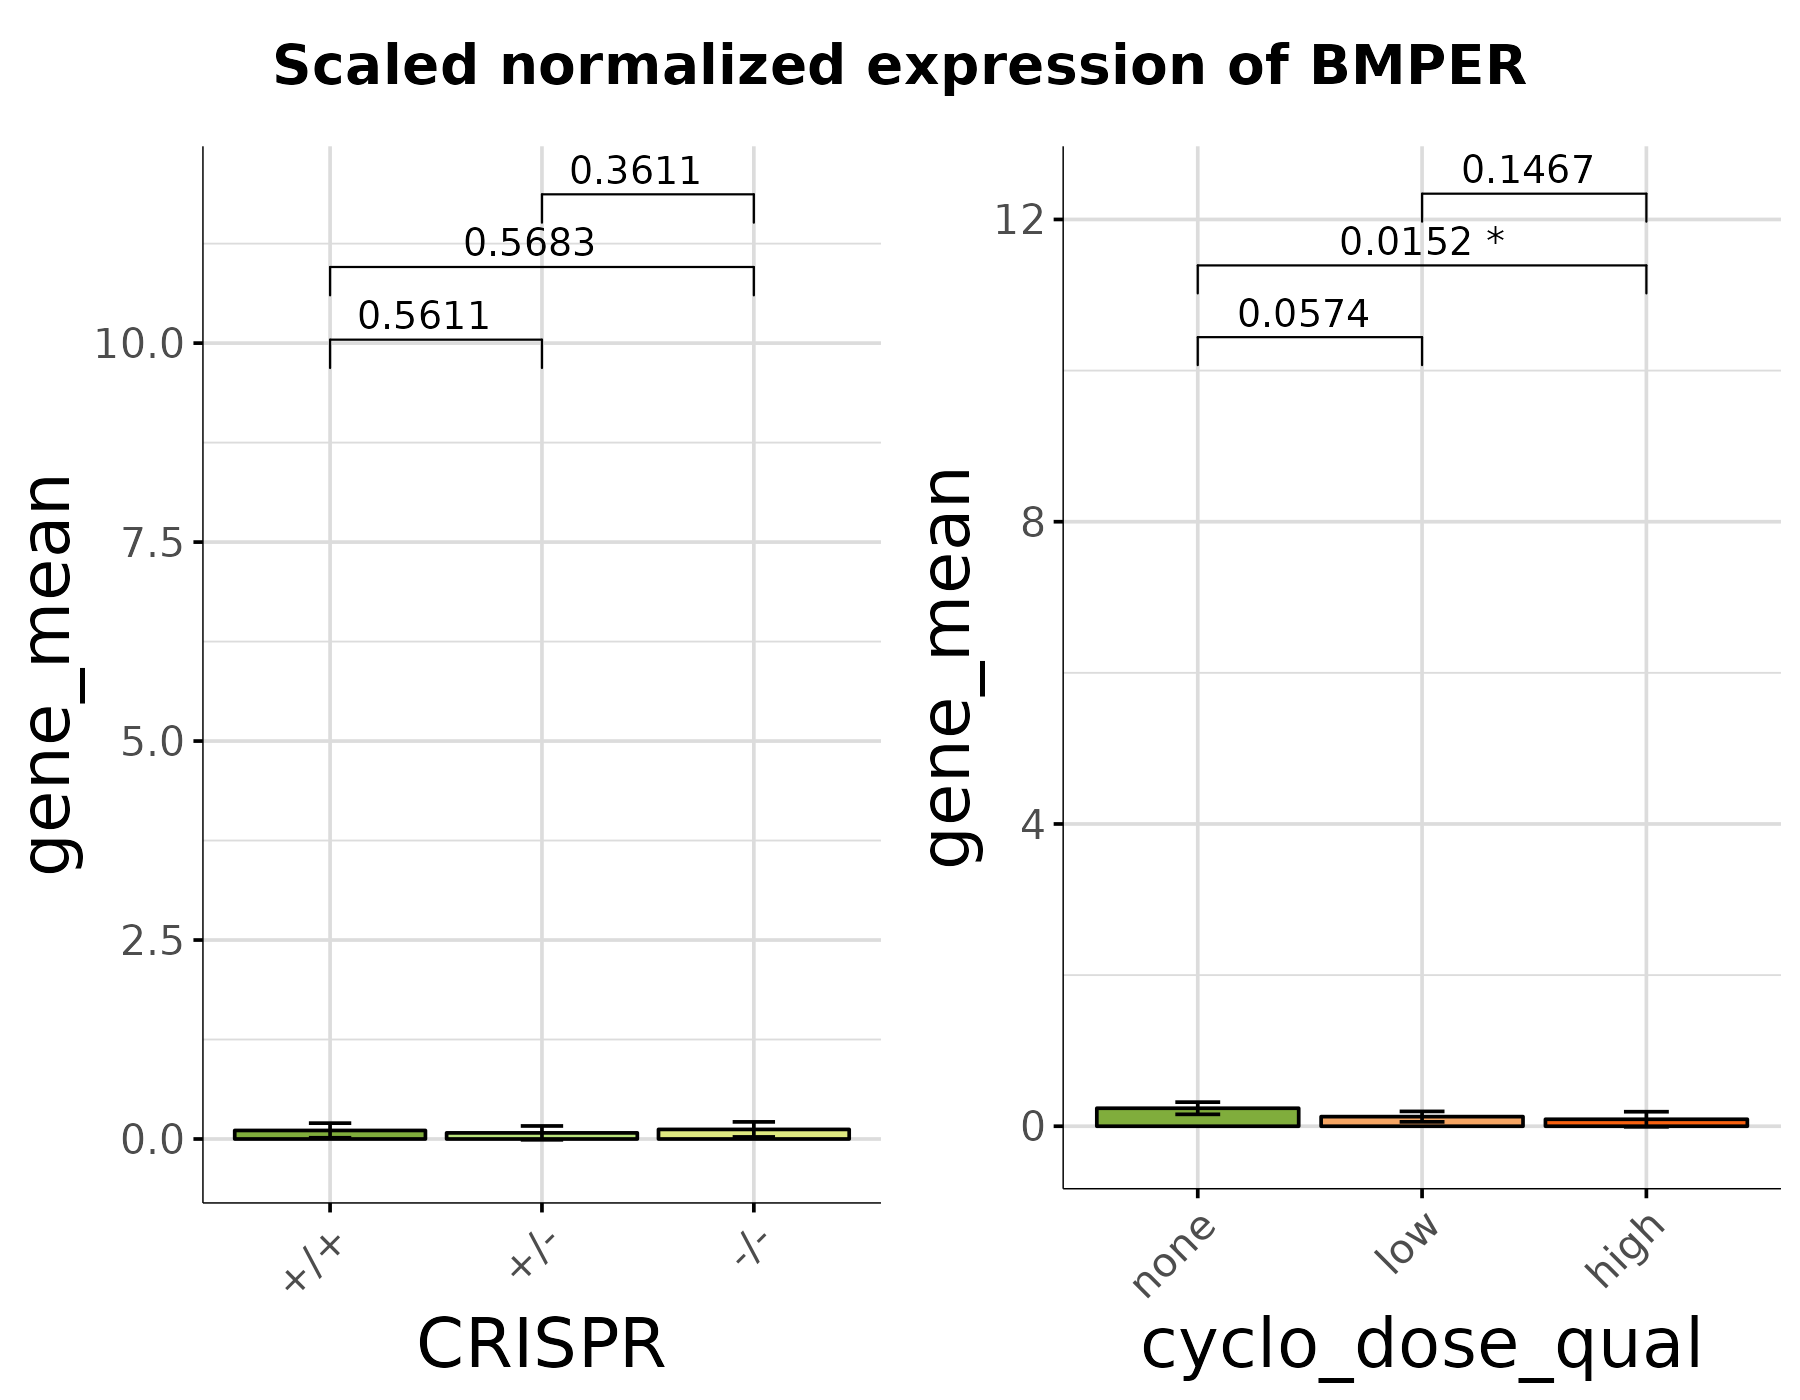 Scaled normalized expression of BMPER
gene_mean
10.0
7.5
5.0
2.5
0.0
0.3611
0.5683
0.5611
+/+
+/-
-/-
CRISPR
gene_mean
12
8
4
0
0.1467
0.0152 *
0.0574
none
low
high
cyclo_dose_qual